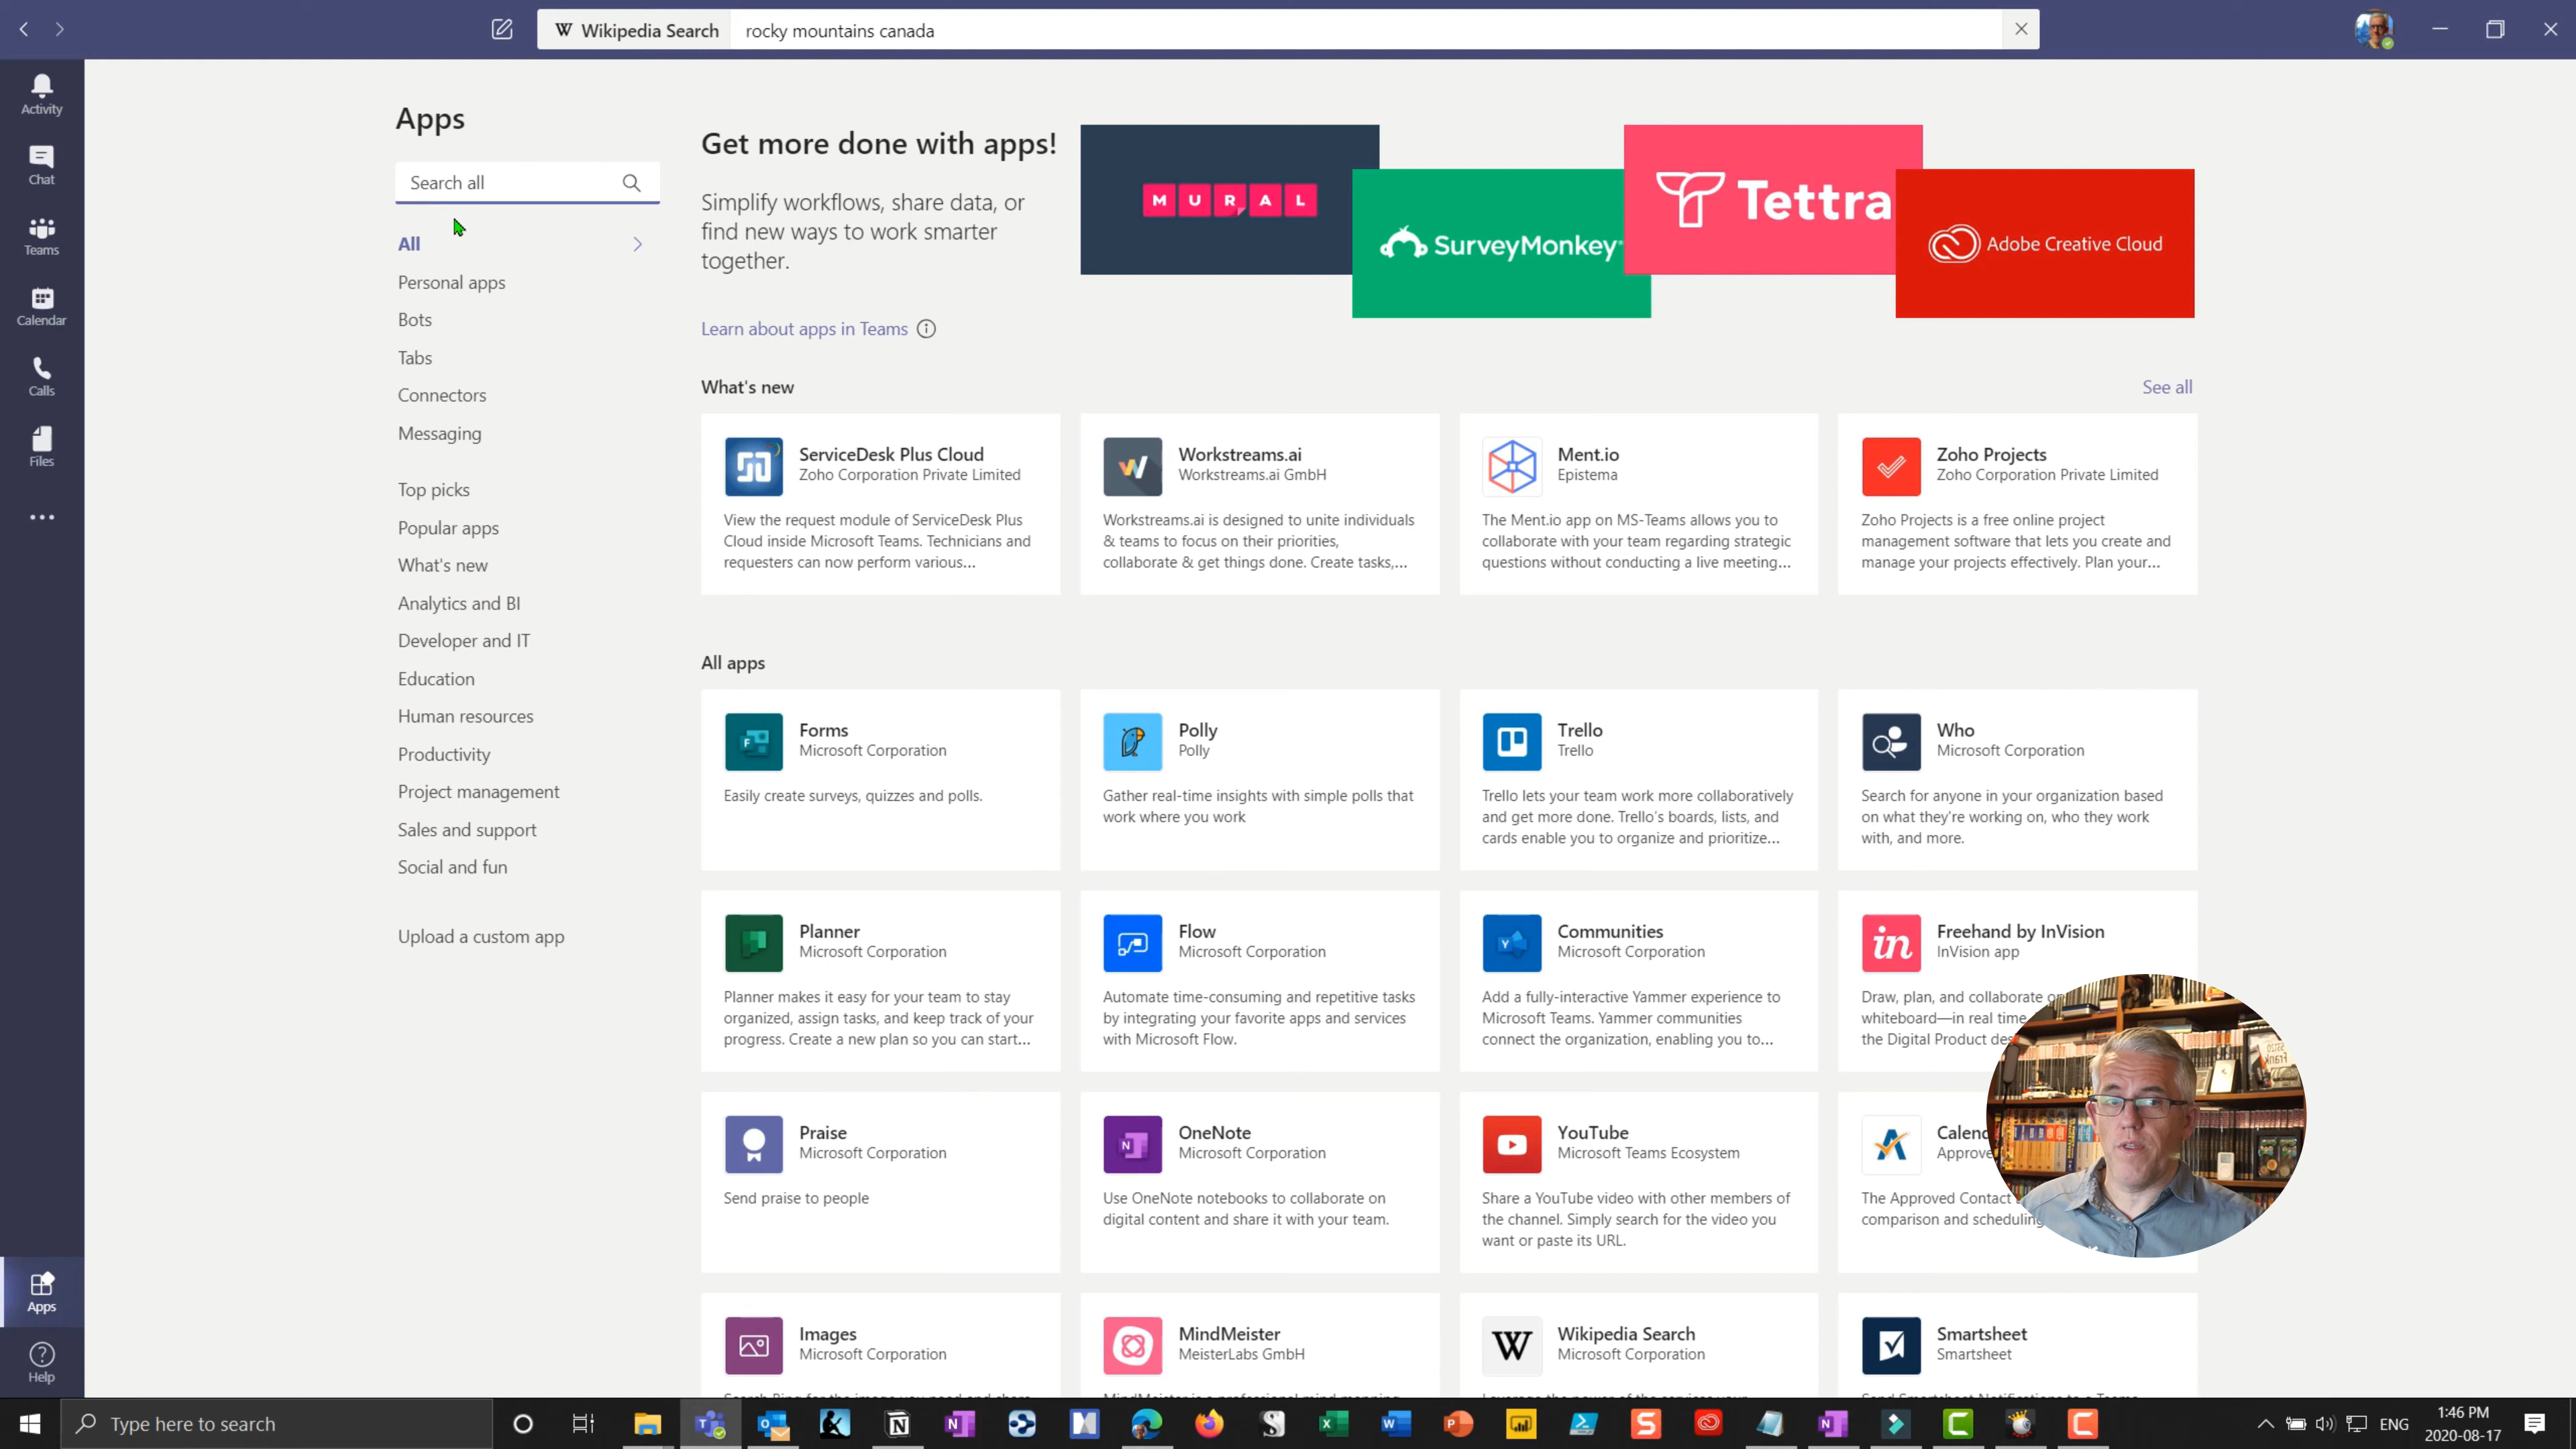 Wikipedia Search rocky mountains canada
Activity
Chat
Teams
Calendar
Calls
Files
Apps
Help
Apps
Search all
All
Personal apps
Bots
Tabs
Connectors
Messaging
Top picks
Popular apps
What's new
Analytics and BI
Developer and IT
Education
Human resources
Productivity
Project management
Sales and support
Social and fun
Upload a custom app
Get more done with apps!
Simplify workflows, share data, or
find new ways to work smarter
together.
Learn about apps in Teams
MURAL
SurveyMonkey
Tettra
Adobe Creative Cloud
What's new
See all
ServiceDesk Plus Cloud
Zoho Corporation Private Limited
View the request module of ServiceDesk Plus
Cloud inside Microsoft Teams. Technicians and
requesters can now perform various...
Workstreams.ai
Workstreams.ai GmbH
Workstreams.ai is designed to unite individuals
& teams to focus on their priorities,
collaborate & get things done. Create tasks,...
Ment.io
Epistema
The Ment.io app on MS-Teams allows you to
collaborate with your team regarding strategic
questions without conducting a live meeting...
Zoho Projects
Zoho Corporation Private Limited
Zoho Projects is a free online project
management software that lets you create and
manage your projects effectively. Plan your...
All apps
Forms
Microsoft Corporation
Easily create surveys, quizzes and polls.
Polly
Polly
Gather real-time insights with simple polls that
work where you work
Trello
Trello
Trello lets your team work more collaboratively
and get more done. Trello's boards, lists, and
cards enable you to organize and prioritize...
Who
Microsoft Corporation
Search for anyone in your organization based
on what they're working on, who they work
with, and more.
Planner
Microsoft Corporation
Planner makes it easy for your team to stay
organized, assign tasks, and keep track of your
progress. Create a new plan so you can start...
Flow
Microsoft Corporation
Automate time-consuming and repetitive tasks
by integrating your favorite apps and services
with Microsoft Flow.
Communities
Microsoft Corporation
Add a fully-interactive Yammer experience to
Microsoft Teams. Yammer communities
connect the organization, enabling you to...
Freehand by InVision
InVision app
Draw, plan, and collaborate
whiteboard—in real time
the Digital Product
Praise
Microsoft Corporation
Send praise to people
OneNote
Microsoft Corporation
Use OneNote notebooks to collaborate on
digital content and share it with your team.
YouTube
Microsoft Teams Ecosystem
Share a YouTube video with other members of
the channel. Simply search for the video you
want or paste its URL.
The Approved Contact
comparison and scheduling
Images
Microsoft Corporation
MindMeister
MeisterLabs GmbH
Wikipedia Search
Microsoft Corporation
Smartsheet
Smartsheet
Type here to search
ENG
1:46 PM
2020-08-17